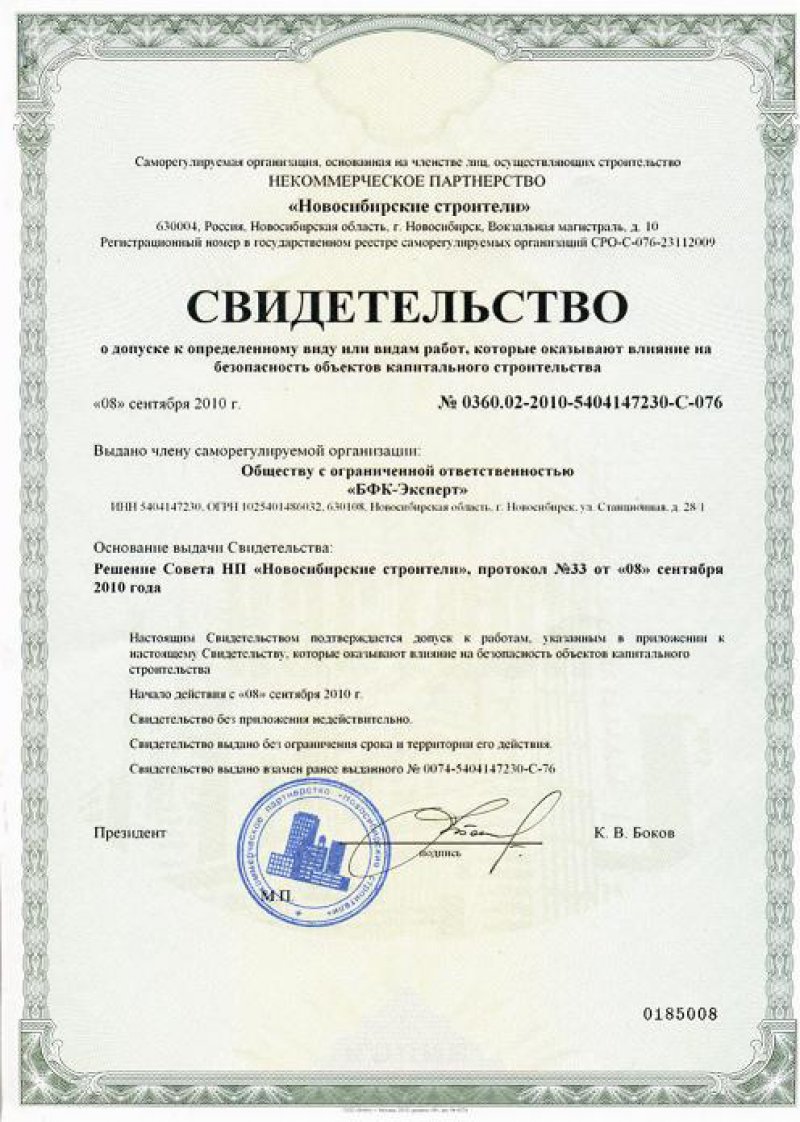 Саморегулируемая организация, основанная на членстве лиц, осуществляющих строительство
НЕКОММЕРЧЕСКОЕ ПАРТНЕРСТВО
«Новосибирские строители»
630004, Россия, Новосибирская область, г. Новосибирск, Вокзальная магистраль, д. 10
Регистрационный номер в государственном реестре саморегулируемых организаций СРО-С-076-23112009
СВИДЕТЕЛЬСТВО
о допуске к определенному виду или видам работ, которые оказывают влияние на
безопасность объектов капитального строительства
«08» сентября 2010 г. № 0360.02-2010-5404147230-С-076
Выдано члену саморегулируемой организации:
Обществу с ограниченной ответственностью
«БФК-Эксперт»
ИНН 5404147230, ОГРН 1025401486032, 630108, Новосибирская область, г. Новосибирск, ул. Станционная, д. 28/1
Основание выдачи Свидетельства:
Решение Совета НП «Новосибирские строители», протокол №33 от «08» сентября
2010 года
Настоящим Свидетельством подтверждается допуск к работам, указанным в приложении к
настоящему Свидетельству, которые оказывают влияние на безопасность объектов капитального
строительства
Начало действия с «08» сентября 2010 г.
Свидетельство без приложения недействительно.
Свидетельство выдано без ограничения срока и территории его действия.
Свидетельство выдано взамен ранее выданного № 0074-5404147230-С-76
Некоммерческое партнерство «Новосибирские строители»
Президент
подпись
К. В. Боков
М.П.
0185008